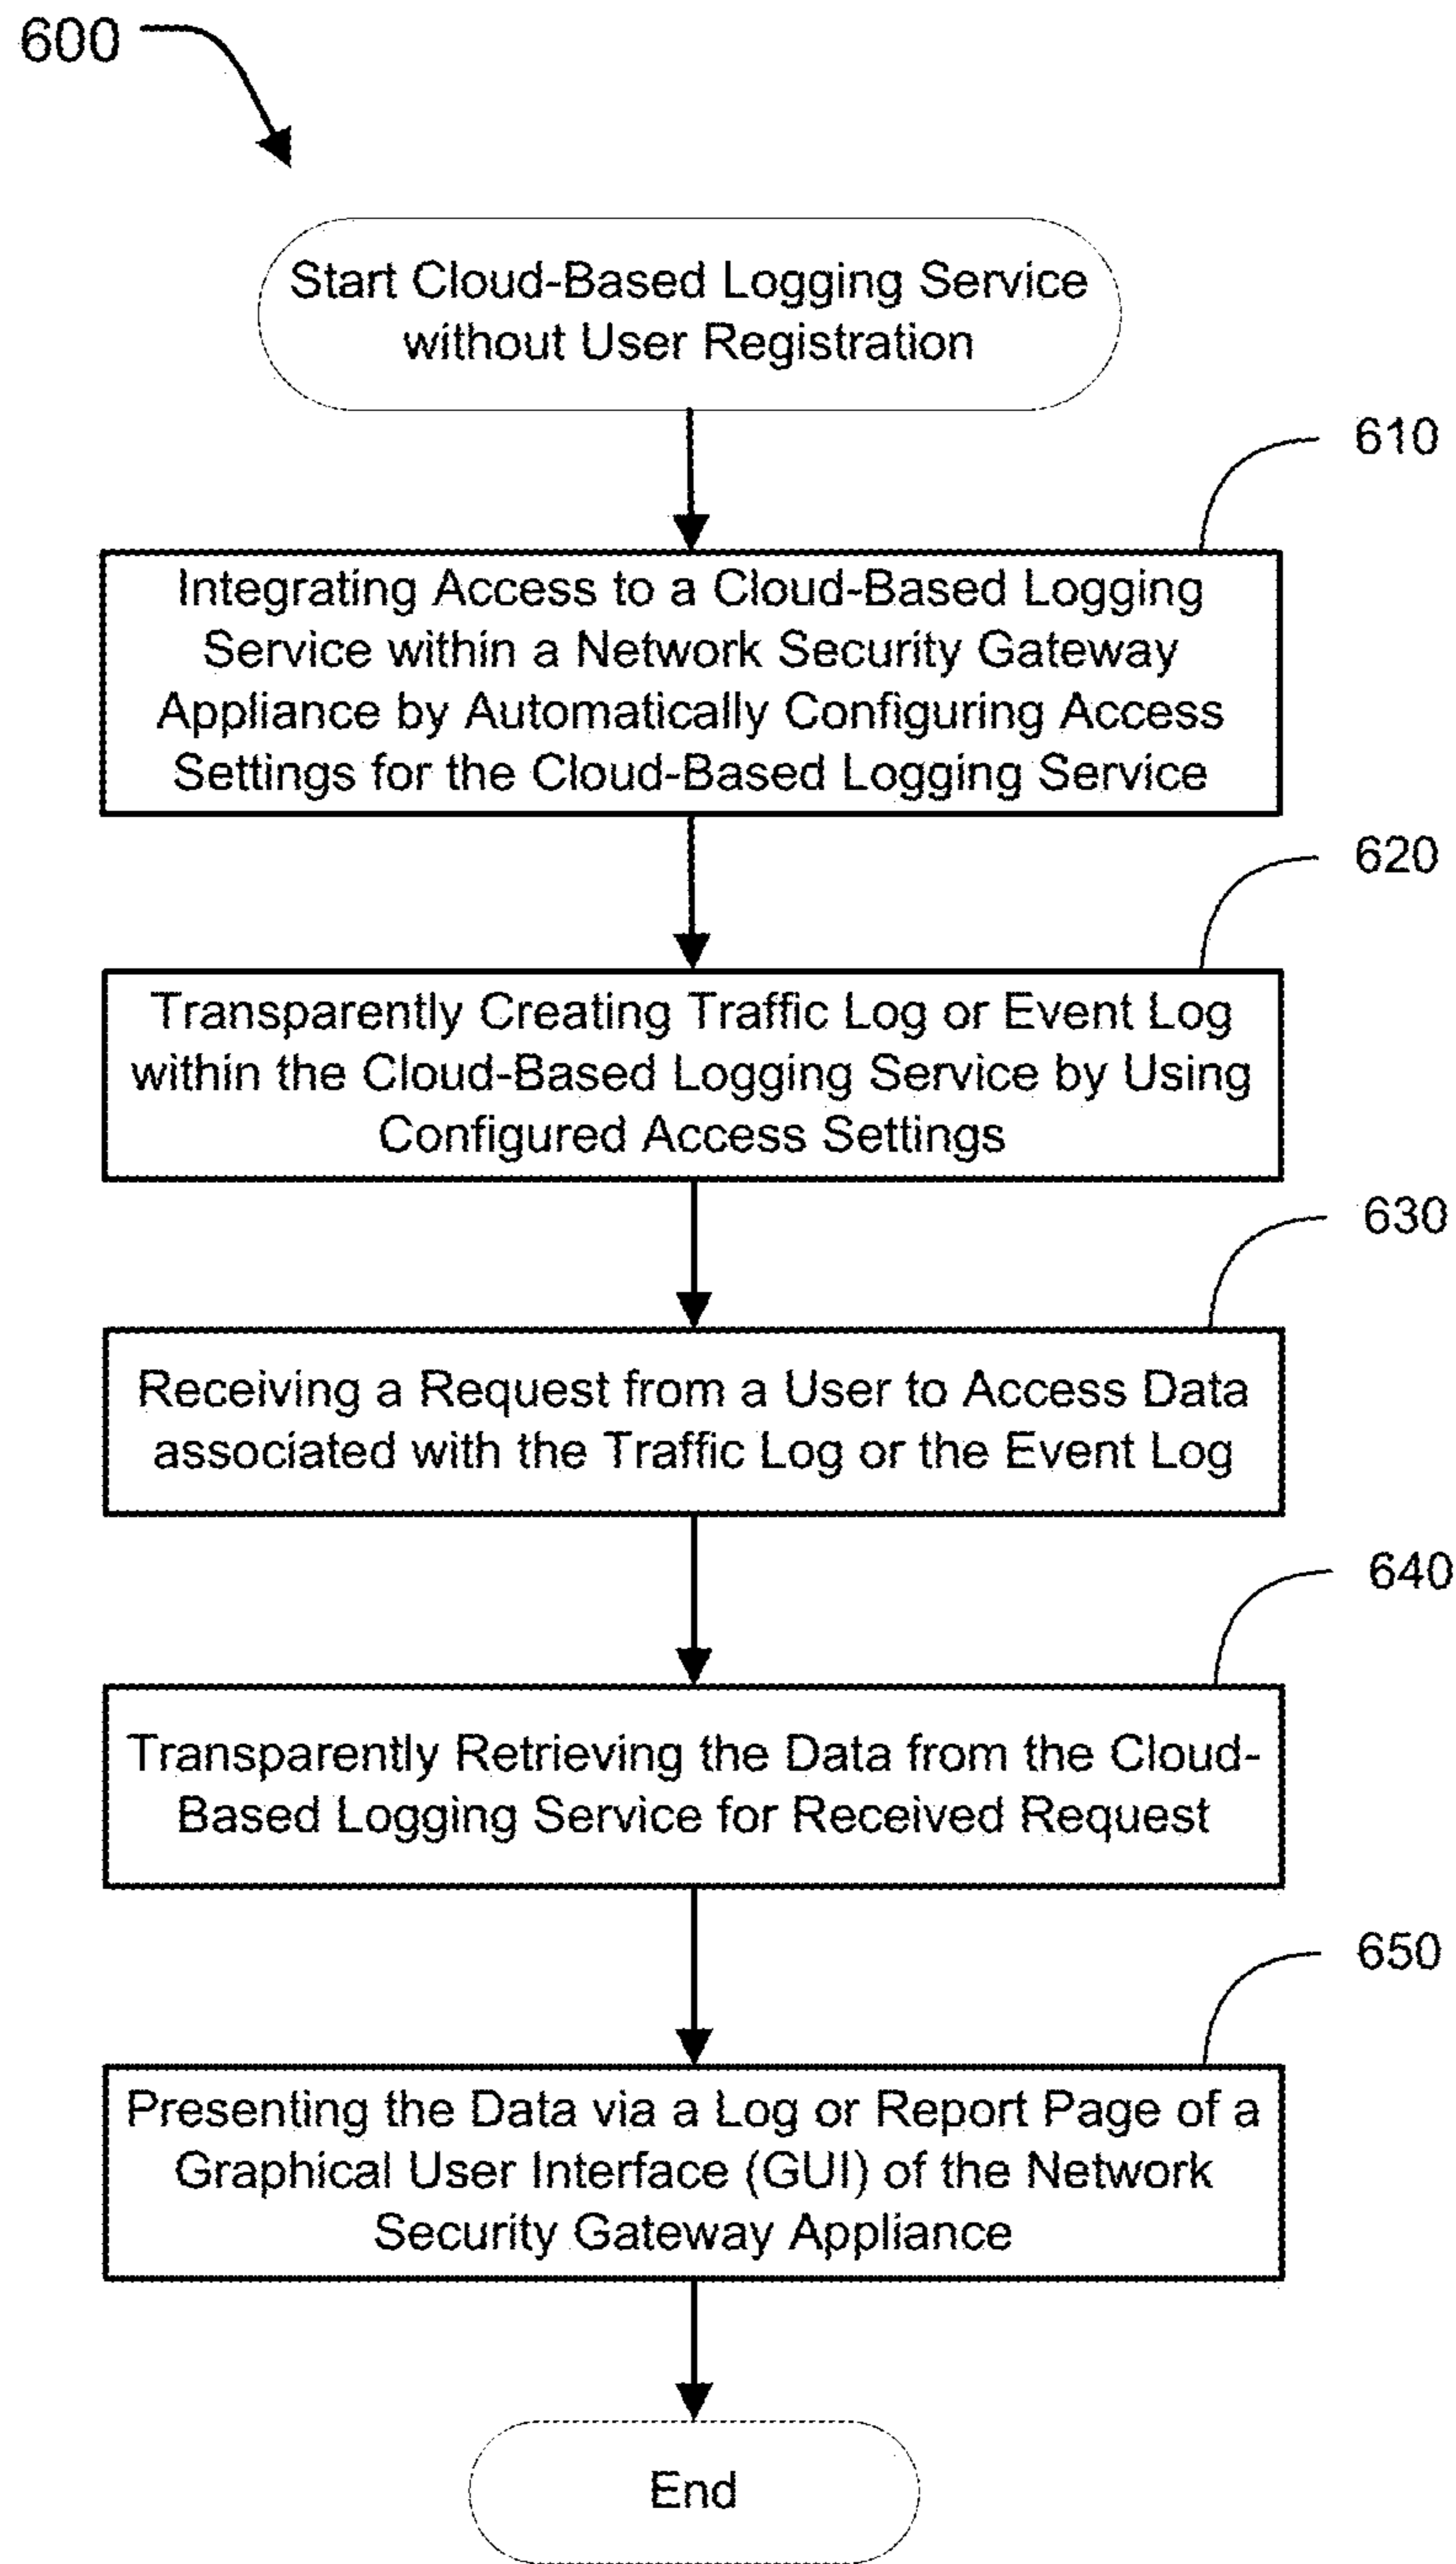 600
Start Cloud-Based Logging Service
without User Registration
610
Integrating Access to a Cloud-Based Logging
Service within a Network Security Gateway
Appliance by Automatically Configuring Access
Settings for the Cloud-Based Logging Service
620
Transparently Creating Traffic Log or Event Log
within the Cloud-Based Logging Service by Using
Configured Access Settings
630
Receiving a Request from a User to Access Data
associated with the Traffic Log or the Event Log
640
Transparently Retrieving the Data from the Cloud-
Based Logging Service for Received Request
650
Presenting the Data via a Log or Report Page of a
Graphical User Interface (GUI) of the Network
Security Gateway Appliance
End